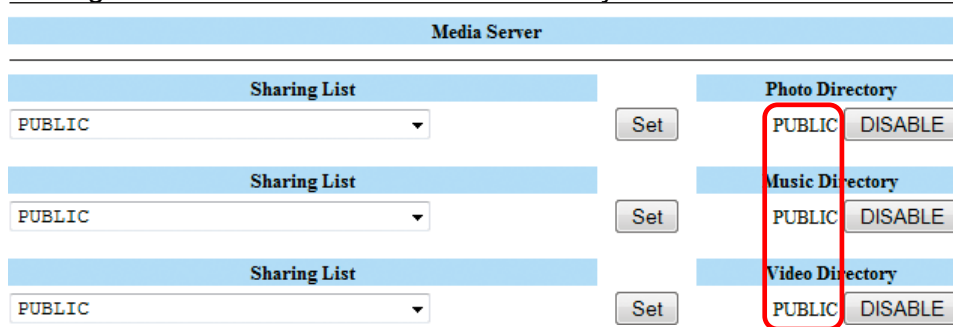 Media Server
Sharing List Photo Directory
PUBLIC Set PUBLIC DISABLE
Sharing List Music Directory
PUBLIC Set PUBLIC DISABLE
Sharing List Video Directory
PUBLIC Set PUBLIC DISABLE